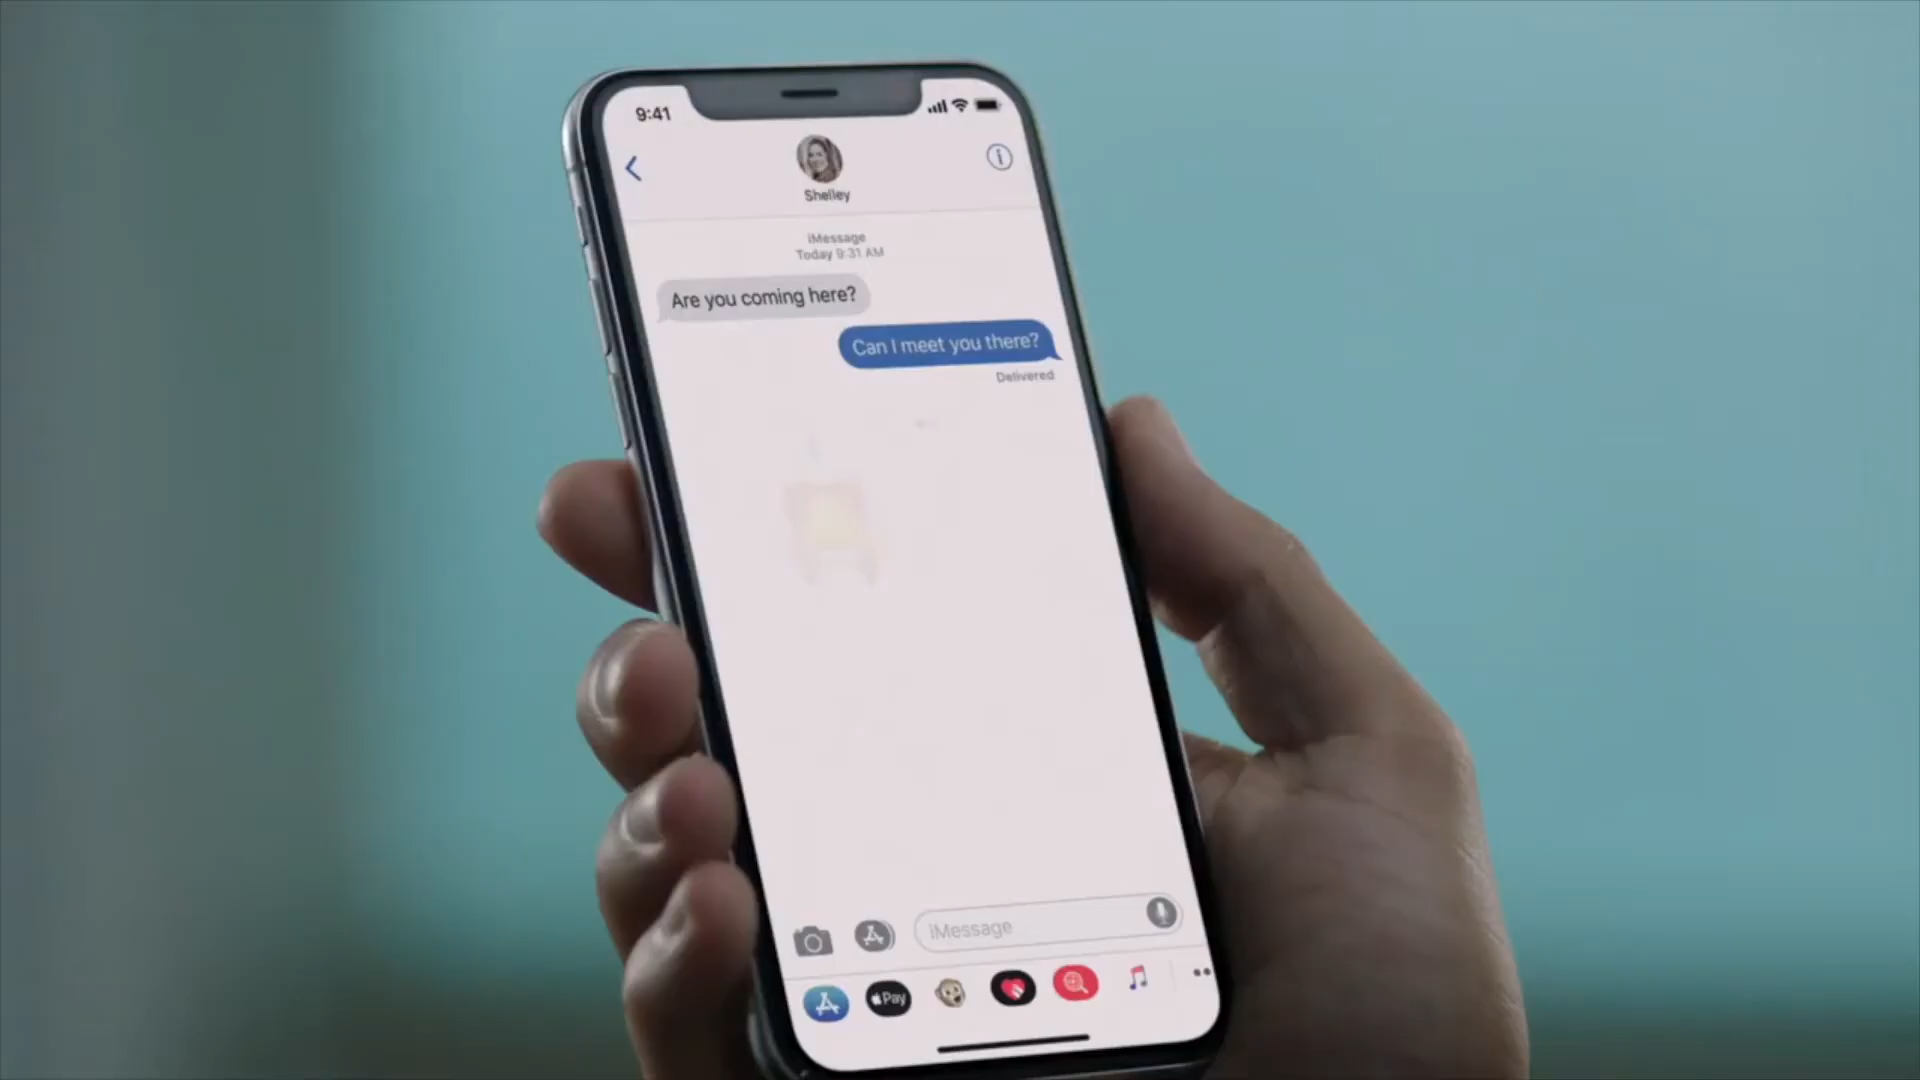 9:41
Shelley
iMessage
Today 9:31 AM
Are you coming here?
Can I meet you there?
Delivered
iMessage
Pay